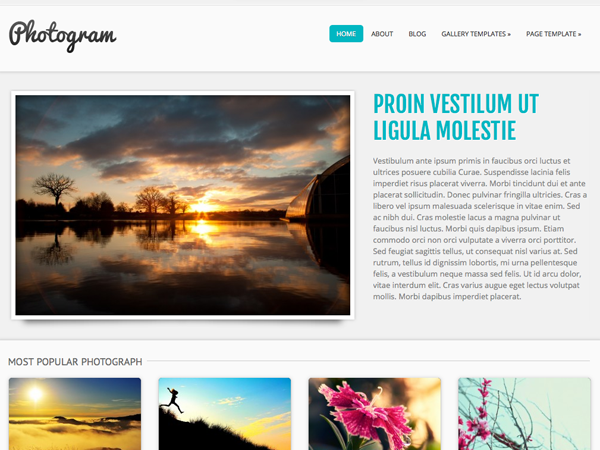 Photogram
HOME ABOUT BLOG GALLERY TEMPLATES » PAGE TEMPLATE »
PROIN VESTILUM UT
LIGULA MOLESTIE
Vestibulum ante ipsum primis in faucibus orci luctus et
ultrices posuere cubilia Curae. Suspendisse lacinia felis
imperdiet risus placerat viverra. Morbi tincidunt dui et ante
placerat sollicitudin. Donec pulvinar fringilla ultricies. Cras a
libero vel ipsum malesuada scelerisque in vitae enim. Sed
ac nibh dui. Cras molestie lacus a magna pulvinar ut
faucibus nisl luctus. Morbi quis dapibus ipsum. Etiam
commodo orci non orci vulputate a viverra orci porttitor.
Sed feugiat sagittis tellus, ut consequat nisl varius at. Sed
rutrum, tellus id dignissim lobortis, mi urna pellentesque
felis, a vestibulum neque massa sed felis. Ut id arcu dolor,
vitae interdum elit. Cras varius augue eget lectus volutpat
mollis. Morbi dapibus imperdiet placerat.
MOST POPULAR PHOTOGRAPH